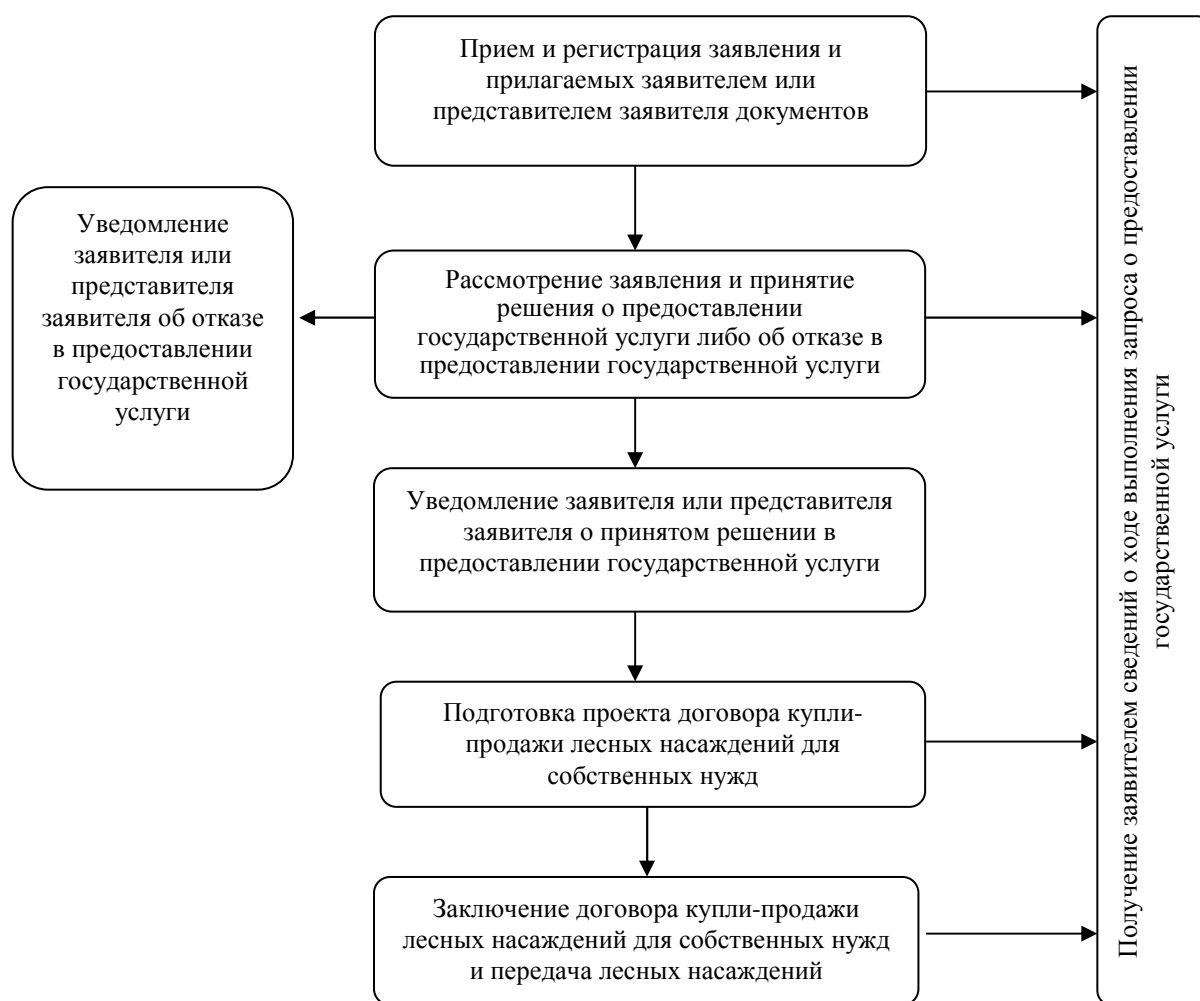 Прием и регистрация заявления и
прилагаемых заявителем или
представителем заявителя документов
Уведомление
заявителя или
представителя
заявителя об отказе
в предоставлении
государственной
услуги
Рассмотрение заявления и принятие
решения о предоставлении
государственной услуги либо об отказе в
предоставлении государственной услуги
Уведомление заявителя или представителя
заявителя о принятом решении в
предоставлении государственной услуги
Подготовка проекта договора купли-
продажи лесных насаждений для
собственных нужд
Заключение договора купли-продажи
лесных насаждений для собственных нужд
и передача лесных насаждений
Получение заявителем сведений о ходе выполнения запроса о предоставлении
государственной услуги